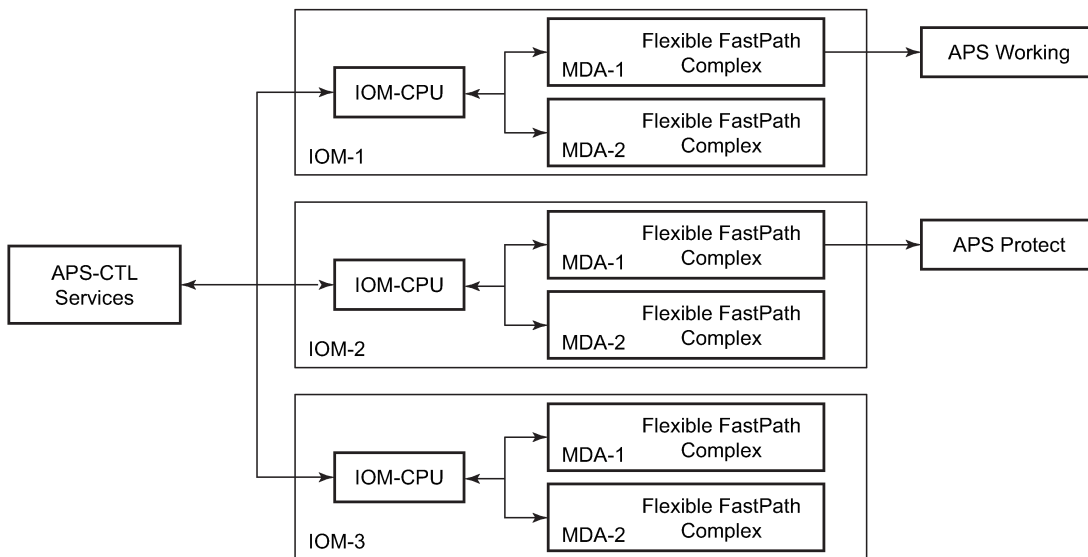 Flexible FastPath
Complex
MDA-1
APS Working
IOM-CPU
Flexible FastPath
Complex
MDA-2
IOM-1
Flexible FastPath
Complex
MDA-1
APS Protect
APS-CTL
Services
IOM-CPU
Flexible FastPath
Complex
MDA-2
IOM-2
Flexible FastPath
Complex
MDA-1
IOM-CPU
Flexible FastPath
Complex
MDA-2
IOM-3